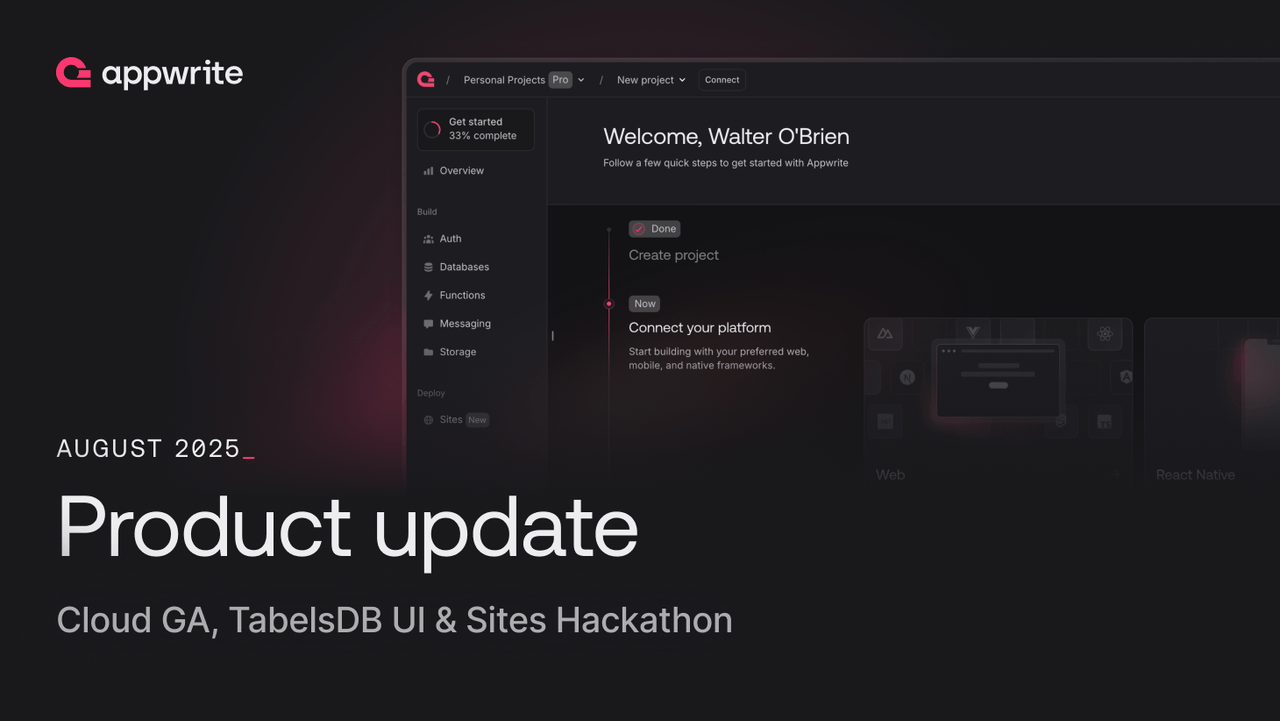 appwrite
/ Personal Projects Pro / New project Connect
Get started
33% complete
Overview
Build
Auth
Databases
Functions
Messaging
Storage
Deploy
Sites New
Welcome, Walter O'Brien
Follow a few quick steps to get started with Appwrite
Done
Create project
Now
Connect your platform
Start building with your preferred web,
mobile, and native frameworks.
Web
React Native
AUGUST 2025_
Product update
Cloud GA, TabelsDB UI & Sites Hackathon